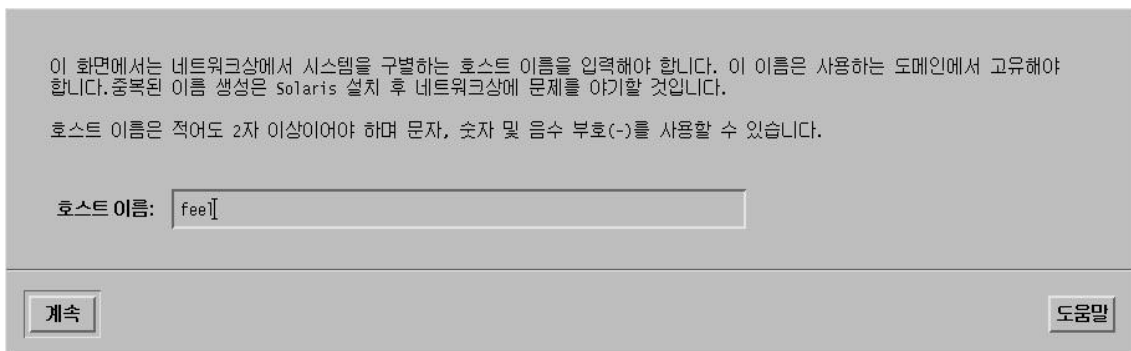 이 화면에서는 네트워크상에서 시스템을 구별하는 호스트 이름을 입력해야 합니다. 이 이름은 사용하는 도메인에서 고유해야
합니다.중복된 이름 생성은 Solaris 설치 후 네트워크상에 문제를 야기할 것입니다.
호스트 이름은 적어도 2자 이상이어야 하며 문자, 숫자 및 음수 부호(-)를 사용할 수 있습니다.
호스트 이름: feel
계속 도움말